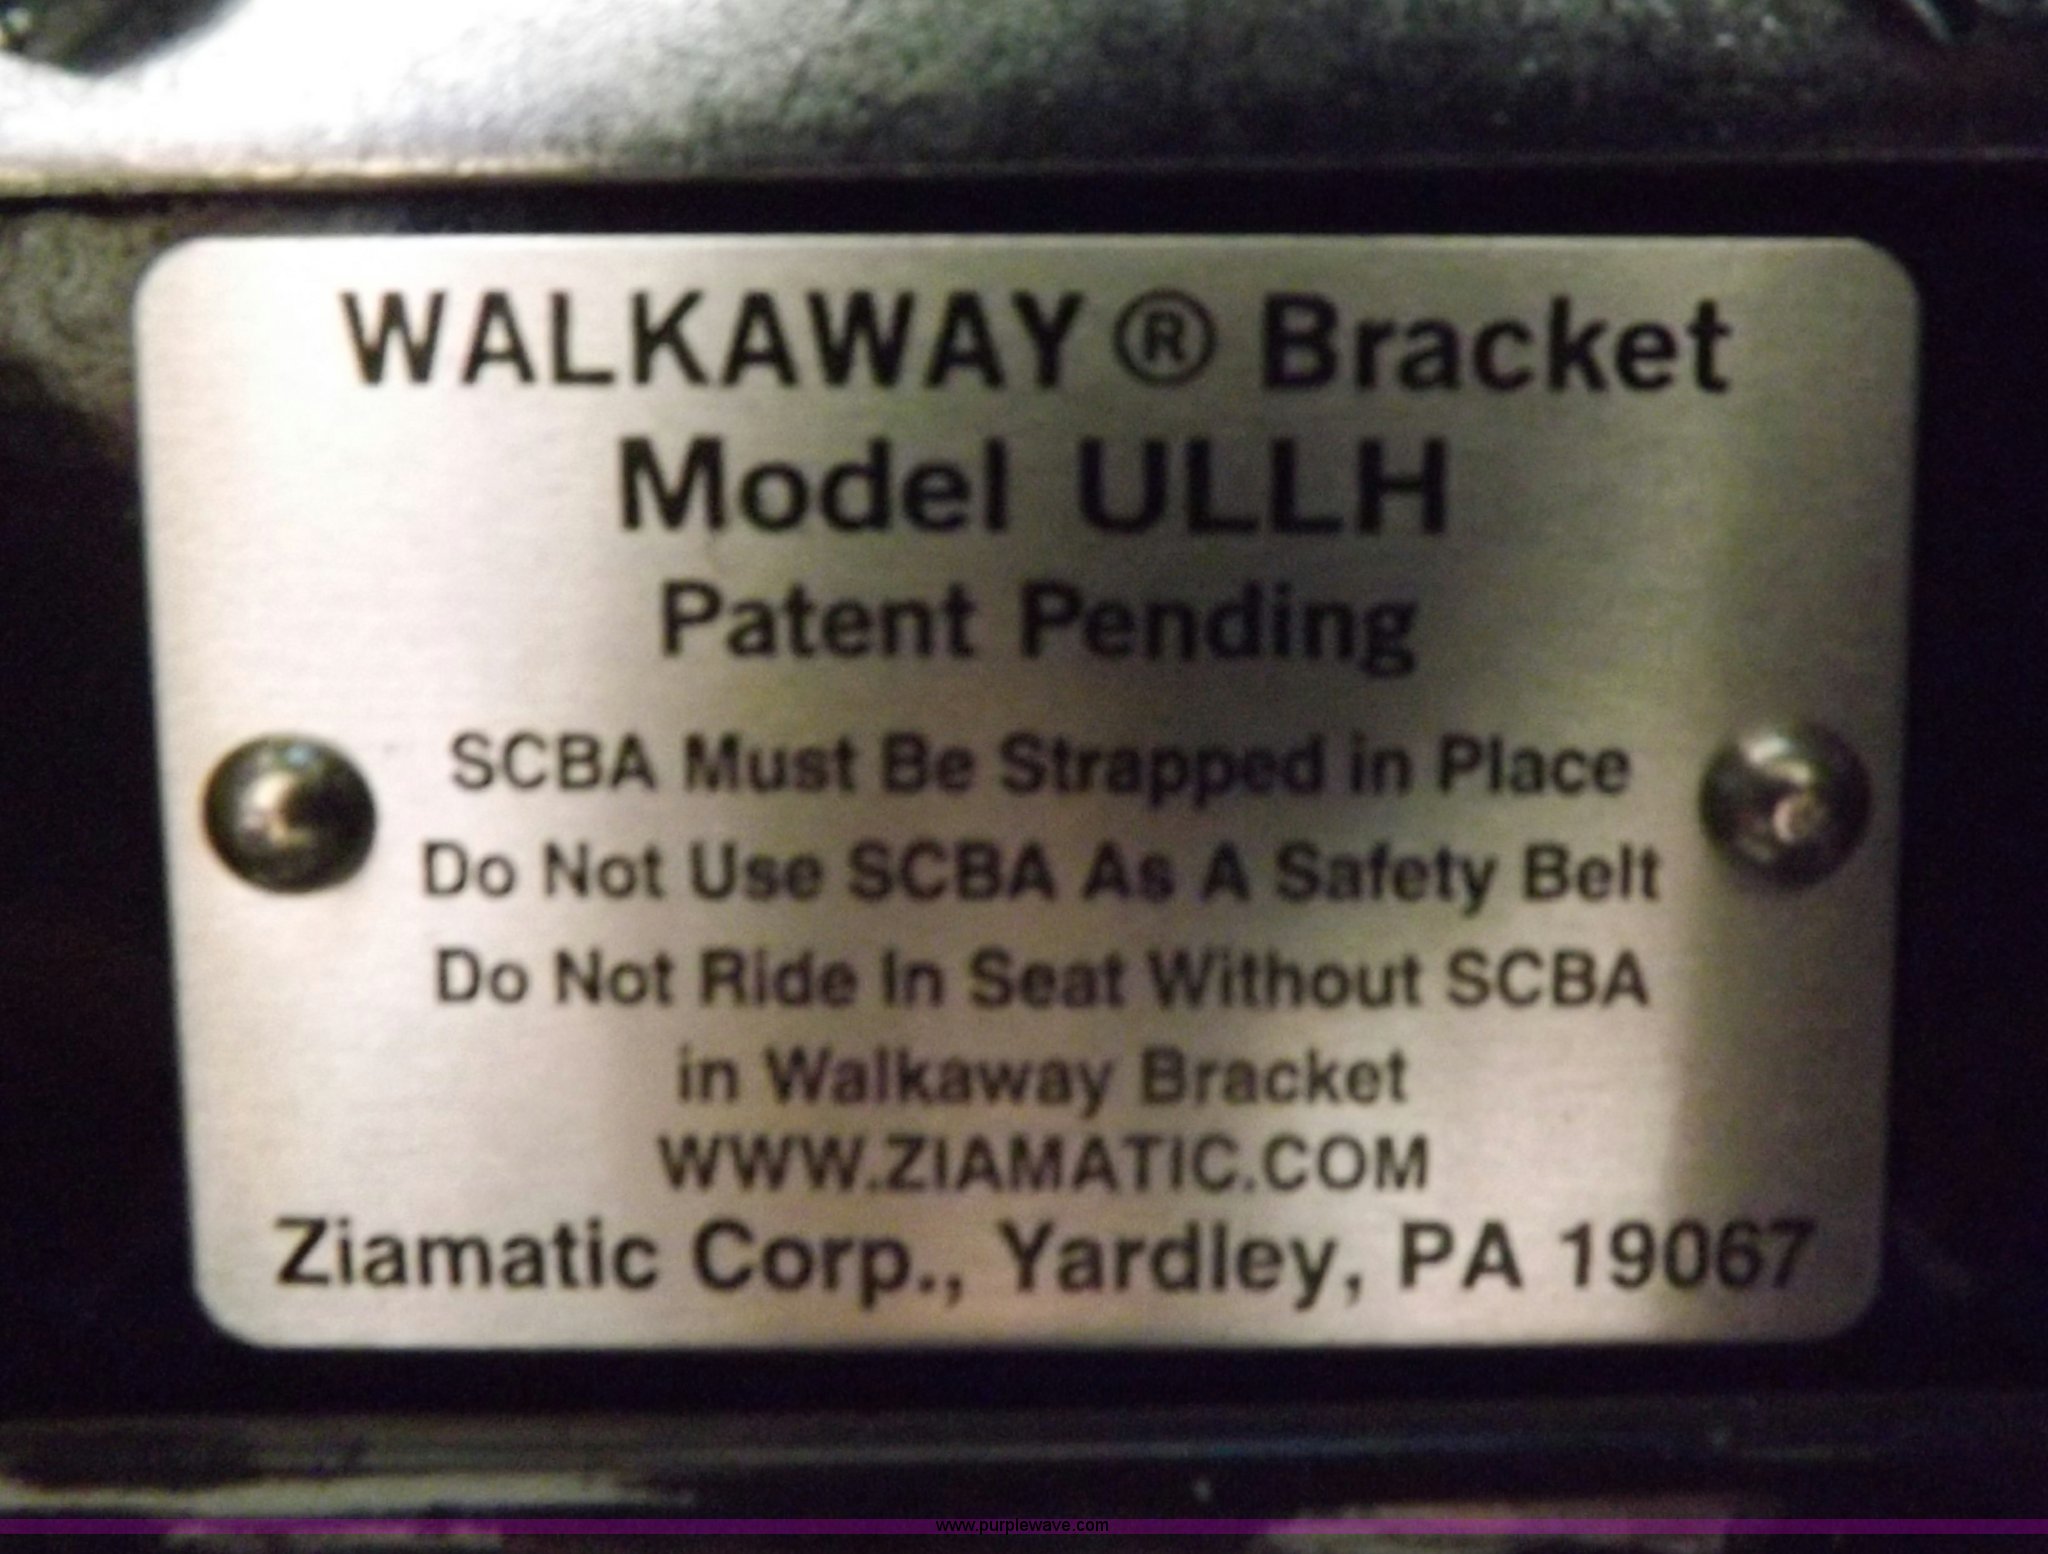 WALKAWAY® Bracket
Model ULLH
Patent Pending
SCBA Must Be Strapped in Place
Do Not Use SCBA As A Safety Belt
Do Not Ride In Seat Without SCBA
in Walkaway Bracket
WWW.ZIAMATIC.COM
Ziamatic Corp., Yardley, PA 19067
www.purplewave.com